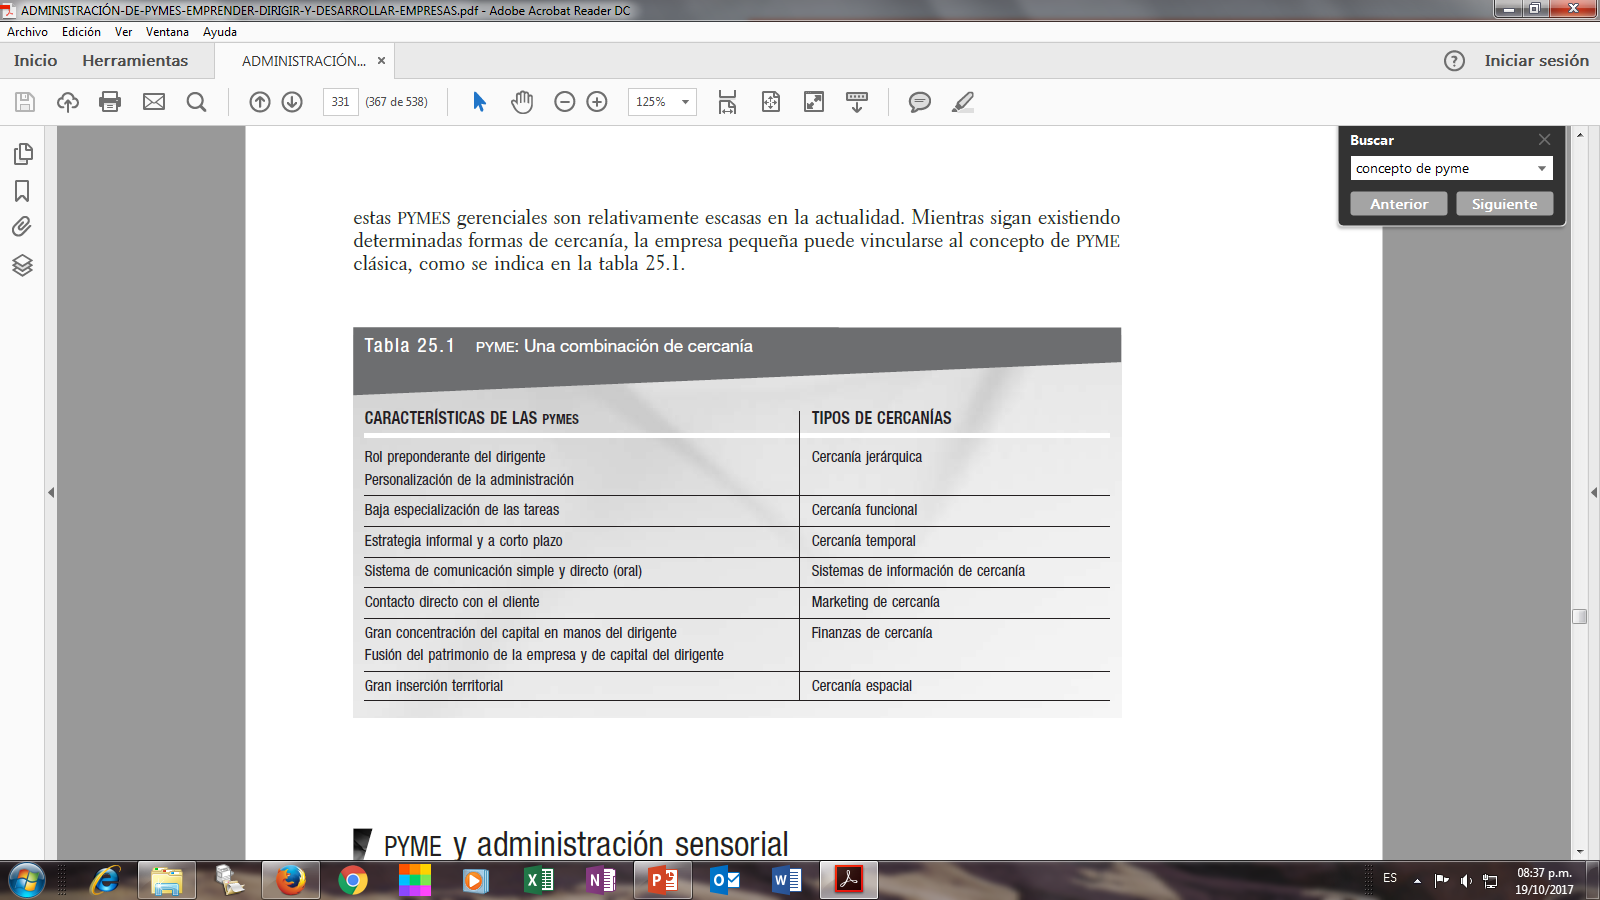 ADMINISTRACIÓN-DE-PYMES-EMPRENDER-DIRIGIR-Y-DESARROLLAR-EMPRESAS.pdf - Adobe Acrobat Reader DC
Archivo Edición Ver Ventana Ayuda
Inicio Herramientas ADMINISTRACIÓN... × ? Iniciar sesión
331 (367 de 538) 125%
Buscar
concepto de pyme
Anterior Siguiente
estas PYMES gerenciales son relativamente escasas en la actualidad. Mientras sigan existiendo
determinadas formas de cercanía, la empresa pequeña puede vincularse al concepto de PYME
clásica, como se indica en la tabla 25.1.
Tabla 25.1 PYME: Una combinación de cercanía
CARACTERÍSTICAS DE LAS PYMES TIPOS DE CERCANÍAS
Rol preponderante del dirigente Cercanía jerárquica
Personalización de la administración
Baja especialización de las tareas Cercanía funcional
Estrategia informal y a corto plazo Cercanía temporal
Sistema de comunicación simple y directo (oral) Sistemas de información de cercanía
Contacto directo con el cliente Marketing de cercanía
Gran concentración del capital en manos del dirigente Finanzas de cercanía
Fusión del patrimonio de la empresa y de capital del dirigente
Gran inserción territorial Cercanía espacial
PYME y administración sensorial
ES 08:37 p.m.
19/10/2017